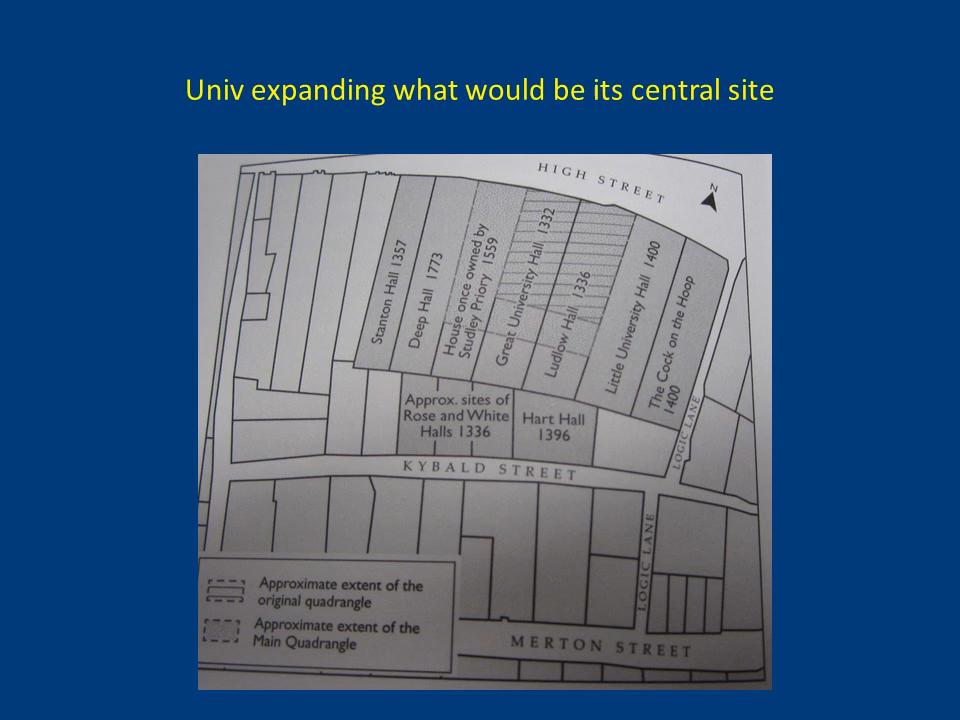 Univ expanding what would be its central site
HIGH STREET
N
Stanton Hall 1357
Deep Hall 1773
House once owned by
Studley Priory 1559
Great University Hall 1332
Ludlow Hall 1336
Little University Hall 1400
The Cock on the Hoop
1400
Approx. sites of
Rose and White
Halls 1336
Hart Hall
1396
LOGIC LANE
KYBALD STREET
LOGIC LANE
Approximate extent of the
original quadrangle
Approximate extent of the
Main Quadrangle
MERTON STREET